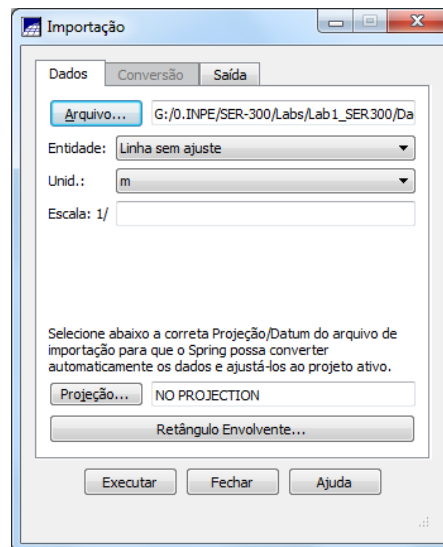 Importação
Dados Conversão Saída
Arquivo... G:/0.INPE/SER-300/Labs/Lab1_SER300/Da
Entidade: Linha sem ajuste
Unid.: m
Escala: 1/
Selecione abaixo a correta Projeção/Datum do arquivo de
importação para que o Spring possa converter
automaticamente os dados e ajustá-los ao projeto ativo.
Projeção... NO PROJECTION
Retângulo Envolvente...
Executar Fechar Ajuda